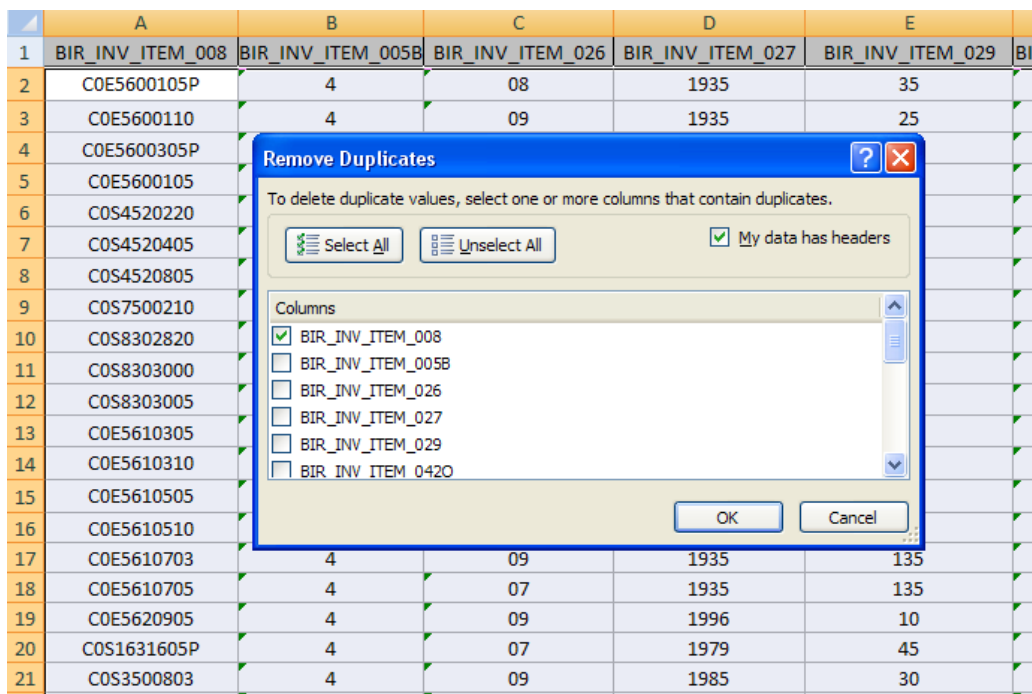 A B C D E
1 BIR_INV_ITEM_008 BIR_INV_ITEM_005B BIR_INV_ITEM_026 BIR_INV_ITEM_027 BIR_INV_ITEM_029 BI
2 C0E5600105P 4 08 1935 35
3 C0E5600110 4 09 1935 25
4 C0E5600305P
5 C0E5600105
6 C0S4520220
7 C0S4520405
8 C0S4520805
9 C0S7500210
10 C0S8302820
11 C0S8303000
12 C0S8303005
13 C0E5610305
14 C0E5610310
15 C0E5610505
16 C0E5610510
17 C0E5610703 4 09 1935 135
18 C0E5610705 4 07 1935 135
19 C0E5620905 4 09 1996 10
20 C0S1631605P 4 07 1979 45
21 C0S3500803 4 09 1985 30
Remove Duplicates
To delete duplicate values, select one or more columns that contain duplicates.
Select All Unselect All My data has headers
Columns
BIR_INV_ITEM_008
BIR_INV_ITEM_005B
BIR_INV_ITEM_026
BIR_INV_ITEM_027
BIR_INV_ITEM_029
BIR_INV_ITEM_042O
OK Cancel